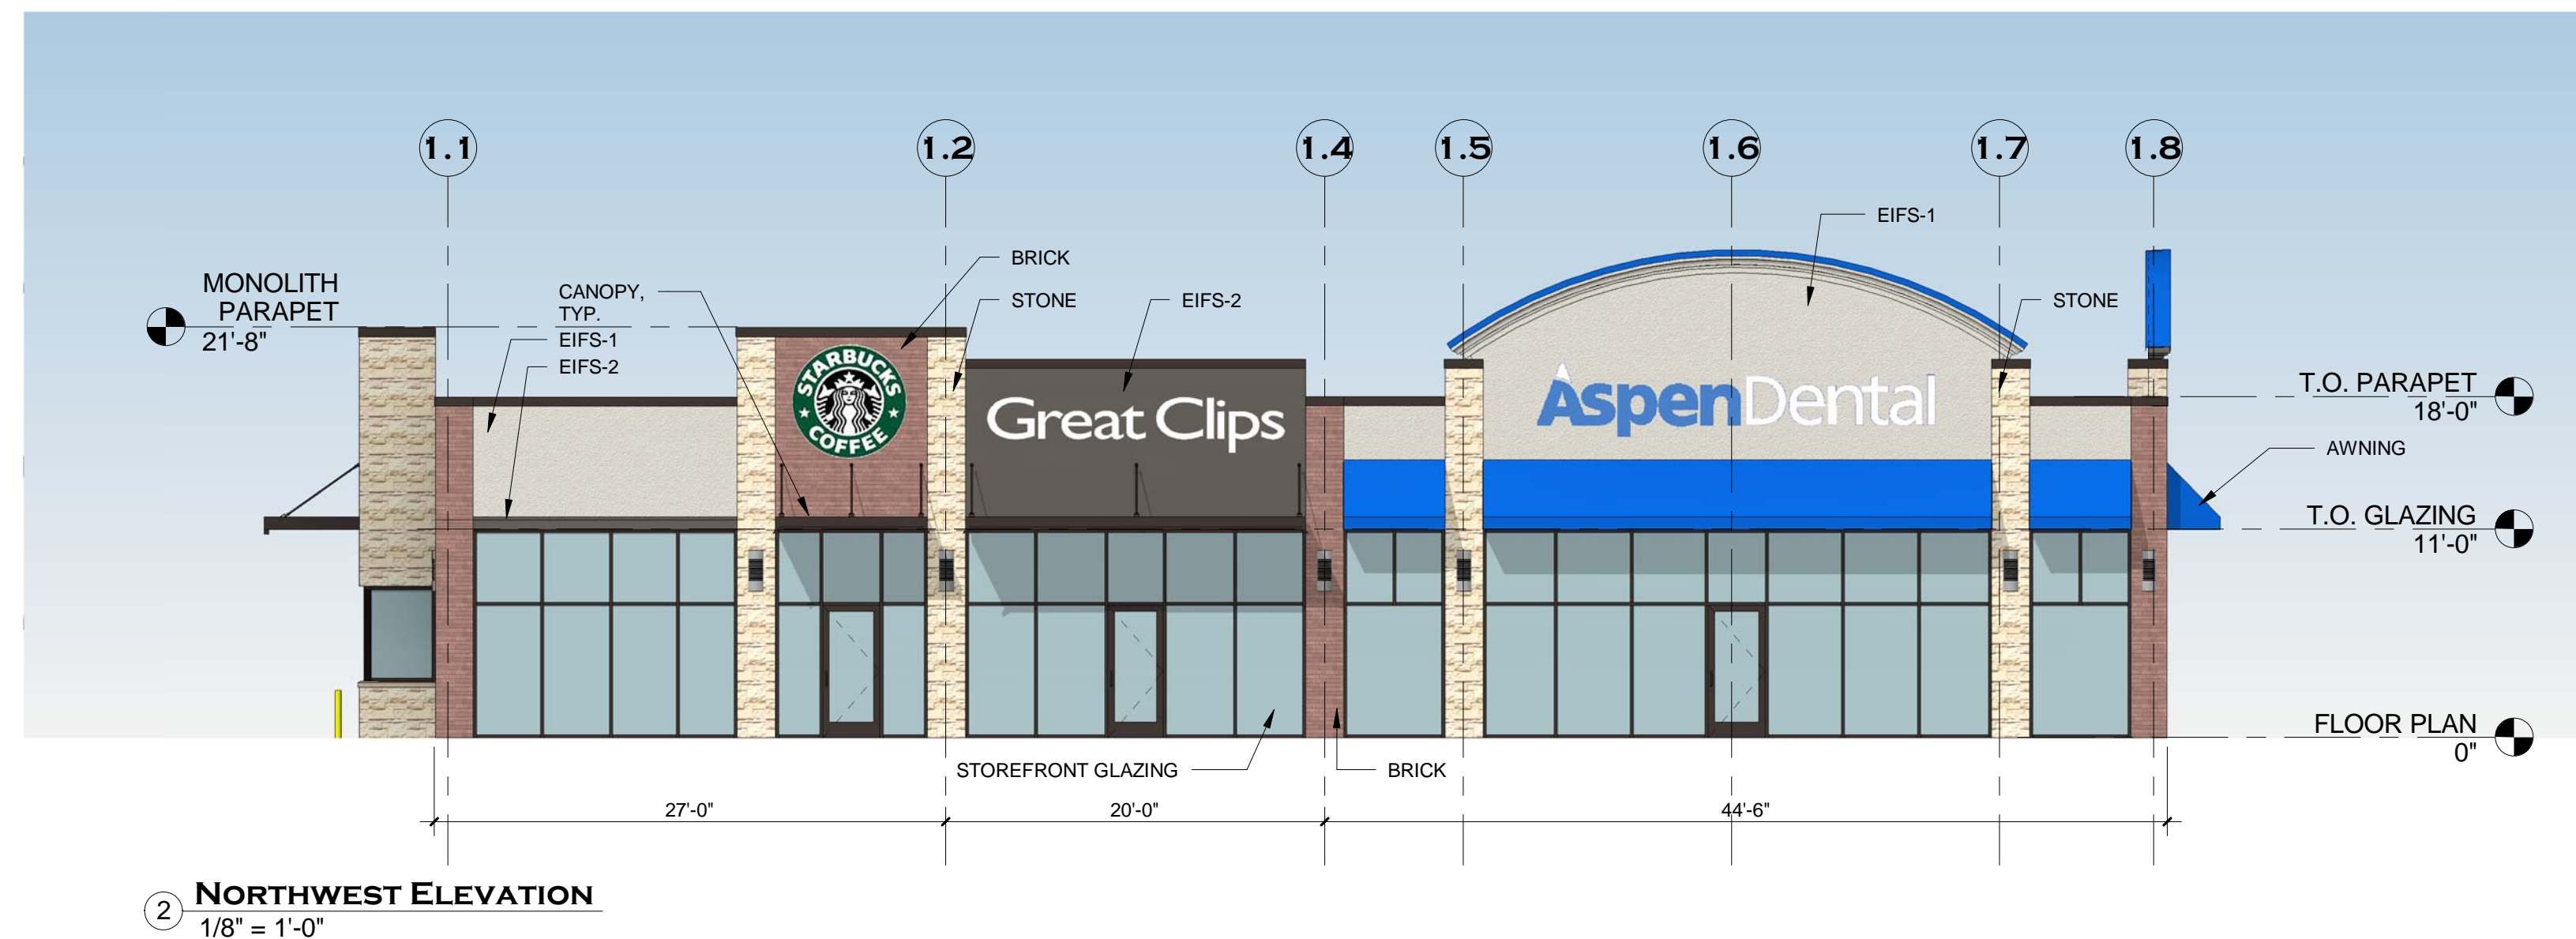 1.1
1.2
1.4
1.5
1.6
1.7
1.8
EIFS-1
BRICK
STONE
EIFS-2
STONE
MONOLITH
PARAPET
21'-8"
CANOPY,
TYP.
EIFS-1
EIFS-2
STARBUCKS
COFFEE
Great Clips
AspenDental
T.O. PARAPET
18'-0"
AWNING
T.O. GLAZING
11'-0"
FLOOR PLAN
0"
STOREFRONT GLAZING
BRICK
27'-0"
20'-0"
44'-6"
2
NORTHWEST ELEVATION
1/8" = 1'-0"